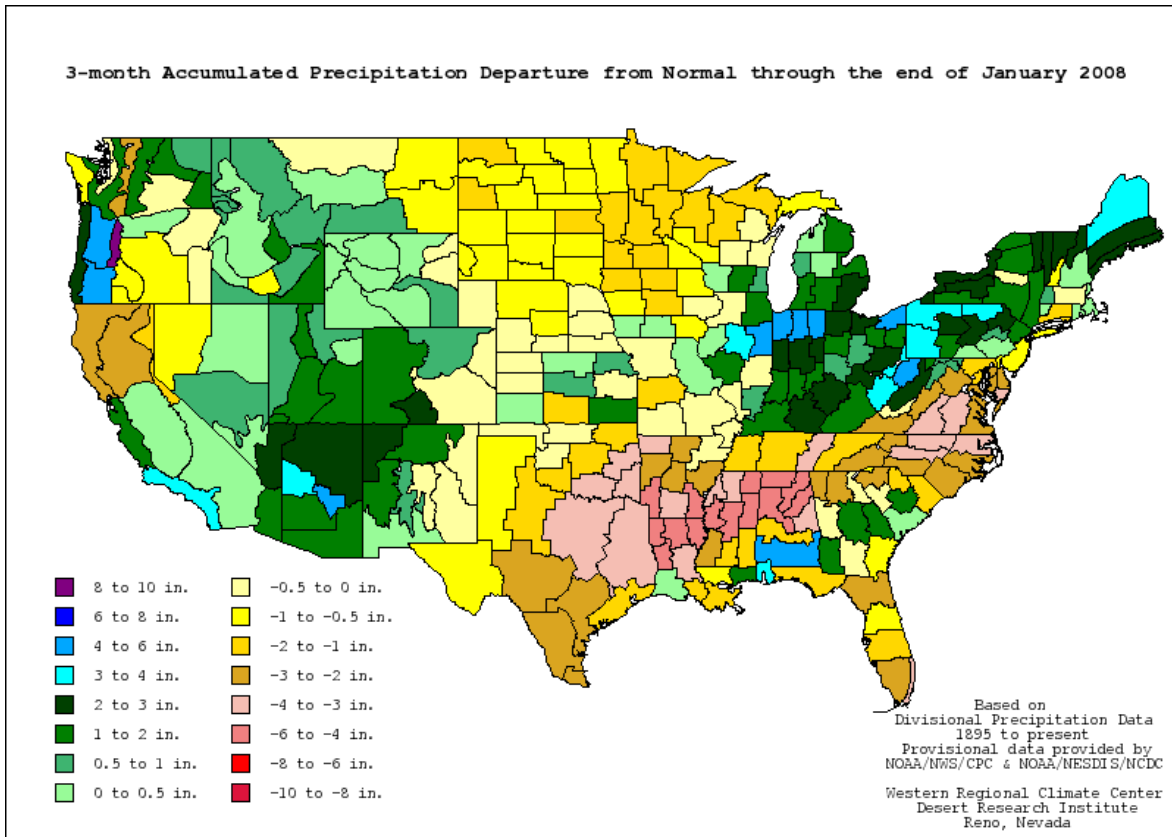 3-month Accumulated Precipitation Departure from Normal through the end of January 2008
8 to 10 in.
6 to 8 in.
4 to 6 in.
3 to 4 in.
2 to 3 in.
1 to 2 in.
0.5 to 1 in.
0 to 0.5 in.
-0.5 to 0 in.
-1 to -0.5 in.
-2 to -1 in.
-3 to -2 in.
-4 to -3 in.
-6 to -4 in.
-8 to -6 in.
-10 to -8 in.
Based on
Divisional Precipitation Data
1895 to present
Provisional data provided by
NOAA/NWS/CPC & NOAA/NESDIS/NCDC
Western Regional Climate Center
Desert Research Institute
Reno, Nevada